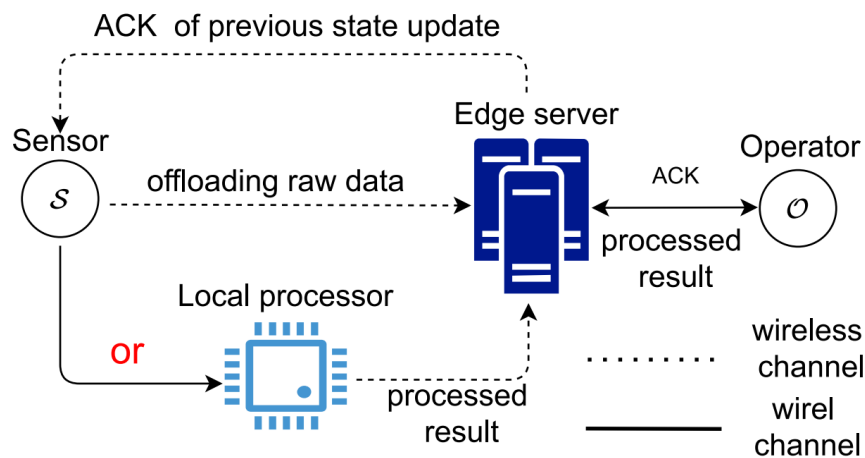 ACK of previous state update
Sensor
S
offloading raw data
Edge server
Operator
O
ACK
processed
result
Local processor
or
processed
result
wireless
channel
wirel
channel